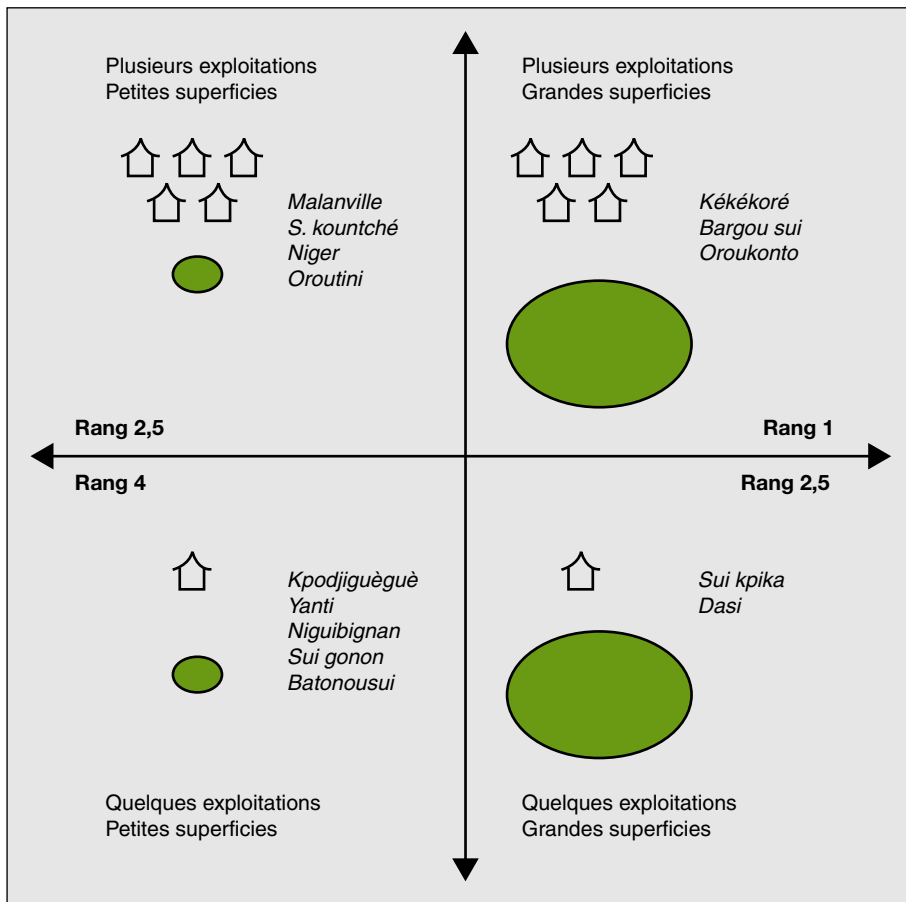 Plusieurs exploitations
Petites superficies
Malanville
S. kountché
Niger
Oroutini
Rang 2,5
Plusieurs exploitations
Grandes superficies
Kékékoré
Bargou sui
Oroukonto
Rang 1
Rang 4
Kpodjiguèguè
Yanti
Niguibignan
Sui gonon
Batonousui
Quelques exploitations
Petites superficies
Rang 2,5
Sui kpika
Dasi
Quelques exploitations
Grandes superficies